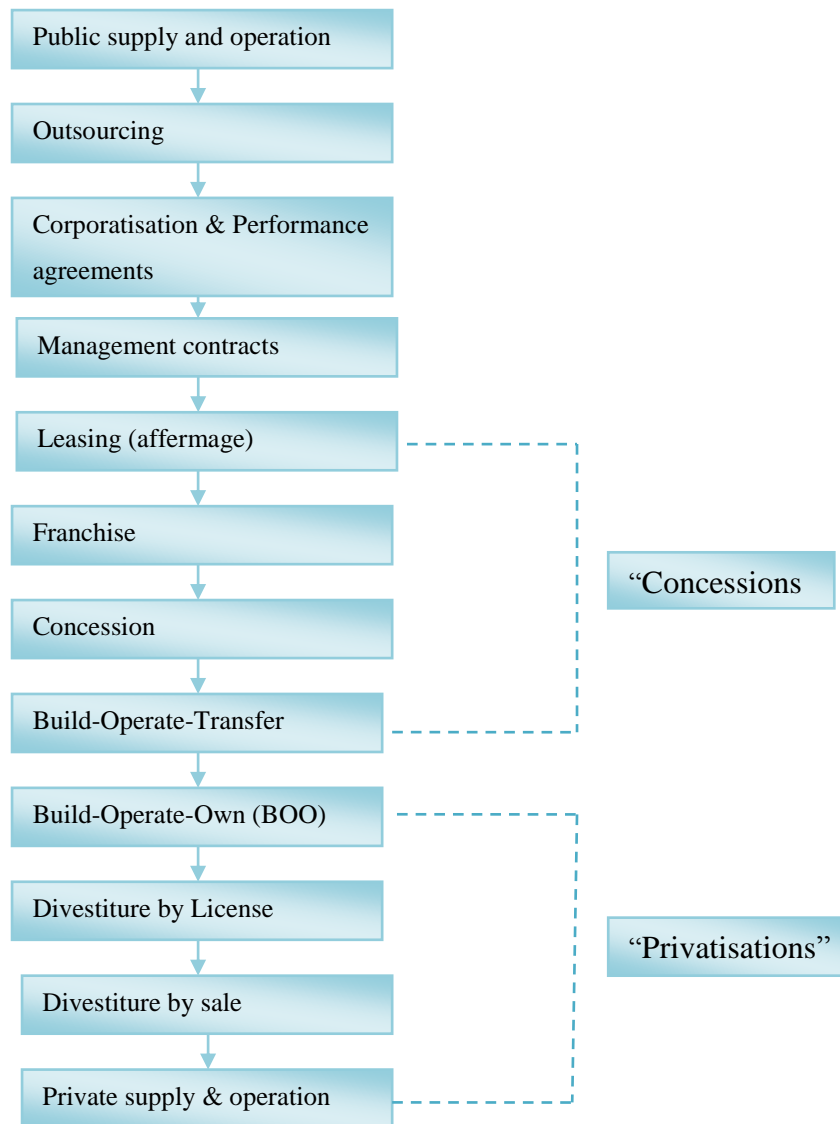 Public supply and operation
Outsourcing
Corporatisation & Performance
agreements
Management contracts
Leasing (affermage)
Franchise
Concession
Build-Operate-Transfer
Build-Operate-Own (BOO)
Divestiture by License
Divestiture by sale
Private supply & operation
“Concessions
“Privatisations”